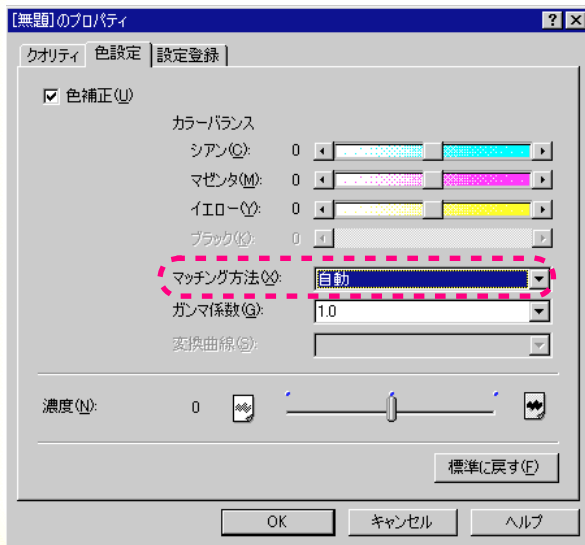 [無題]のプロパティ
クオリティ 色設定 設定登録
色補正(U)
カラーバランス
シアン(C): 0
マゼンタ(M): 0
イエロー(Y): 0
ブラック(K): 0
マッチング方法(X): 自動
ガンマ係数(G): 1.0
変換曲線(S):
濃度(N): 0
標準に戻す(F)
OK キャンセル ヘルプ